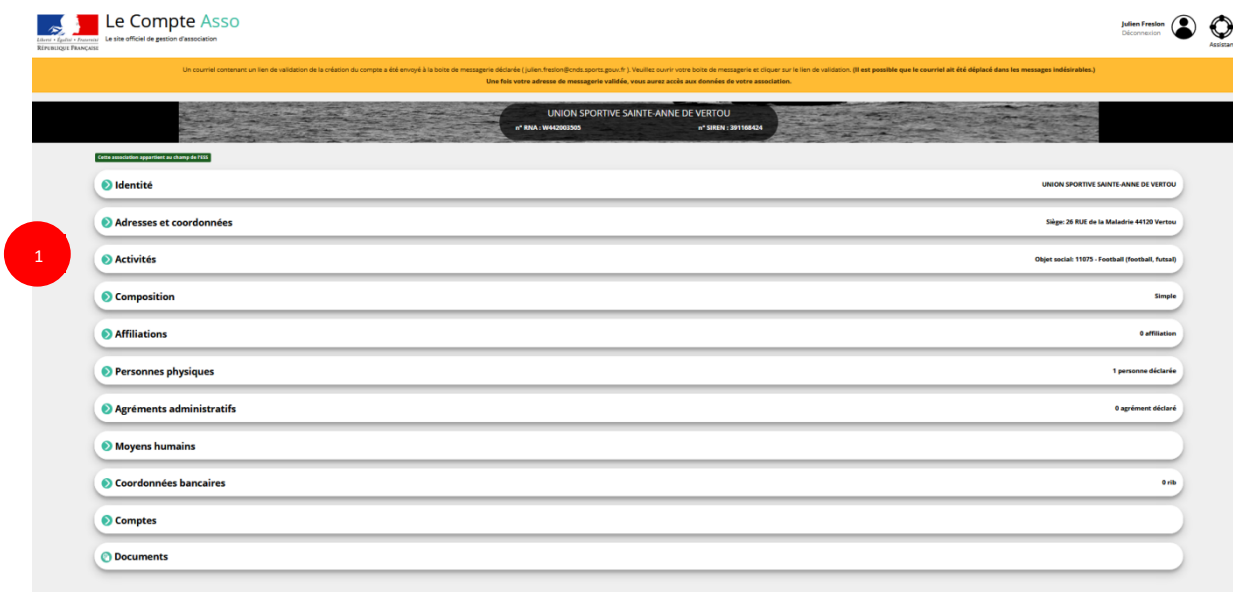 Le Compte Asso
Le site officiel de gestion d'association
Liberté • Égalité • Fraternité
RÉPUBLIQUE FRANÇAISE
Julien Freslon
Déconnexion
Assistan
Un courriel contenant un lien de validation de la création du compte a été envoyé à la boite de messagerie déclarée ( julien.freslon@cnds.sports.gouv.fr ). Veuillez ouvrir votre boite de messagerie et cliquer sur le lien de validation. (Il est possible que le courriel ait été déplacé dans les messages indésirables.)
Une fois votre adresse de messagerie validée, vous aurez accès aux données de votre association.
UNION SPORTIVE SAINTE-ANNE DE VERTOU
n° RNA : W442003505 n° SIREN : 391168424
Cette association appartient au champ de l'ESS
Identité UNION SPORTIVE SAINTE-ANNE DE VERTOU
Adresses et coordonnées Siège: 26 RUE de la Maladrie 44120 Vertou
1
Activités Objet social: 11075 - Football (football, futsal)
Composition Simple
Affiliations 0 affiliation
Personnes physiques 1 personne déclarée
Agréments administratifs 0 agrément déclaré
Moyens humains
Coordonnées bancaires 0 rib
Comptes
Documents